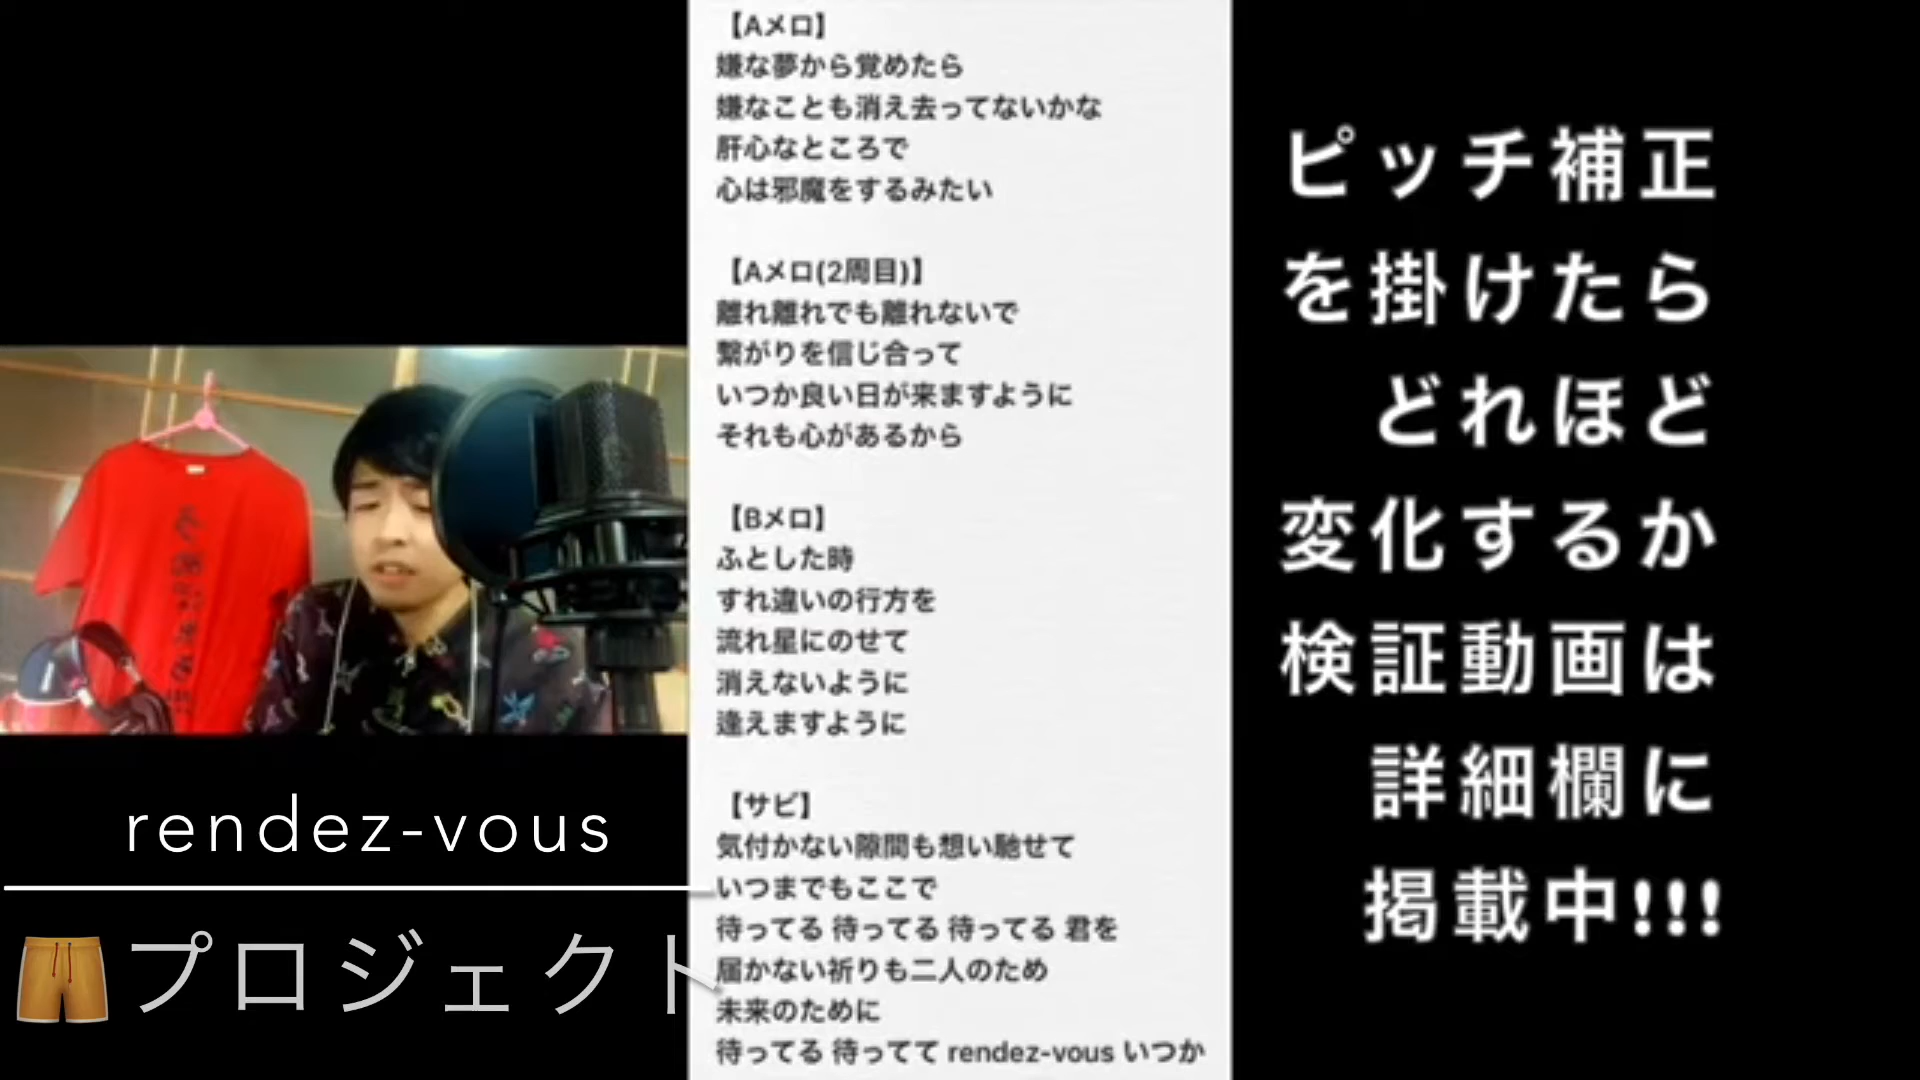 【Aメロ】
嫌な夢から覚めたら
嫌なことも消え去ってないかな
肝心なところで
心は邪魔をするみたい
【Aメロ(2周目)】
離れ離れでも離れないで
繋がりを信じ合って
いつか良い日が来ますように
それも心があるから
【Bメロ】
ふとした時
すれ違いの行方を
流れ星にのせて
消えないように
逢えますように
【サビ】
気付かない隙間も想い馳せて
いつまでもここで
待ってる 待ってる 待ってる 君を
届かない祈りも二人のため
未来のために
待ってる 待ってて rendez-vous いつか
rendez-vous
🩳プロジェクト
ピッチ補正
を掛けたら
どれほど
変化するか
検証動画は
詳細欄に
掲載中!!!